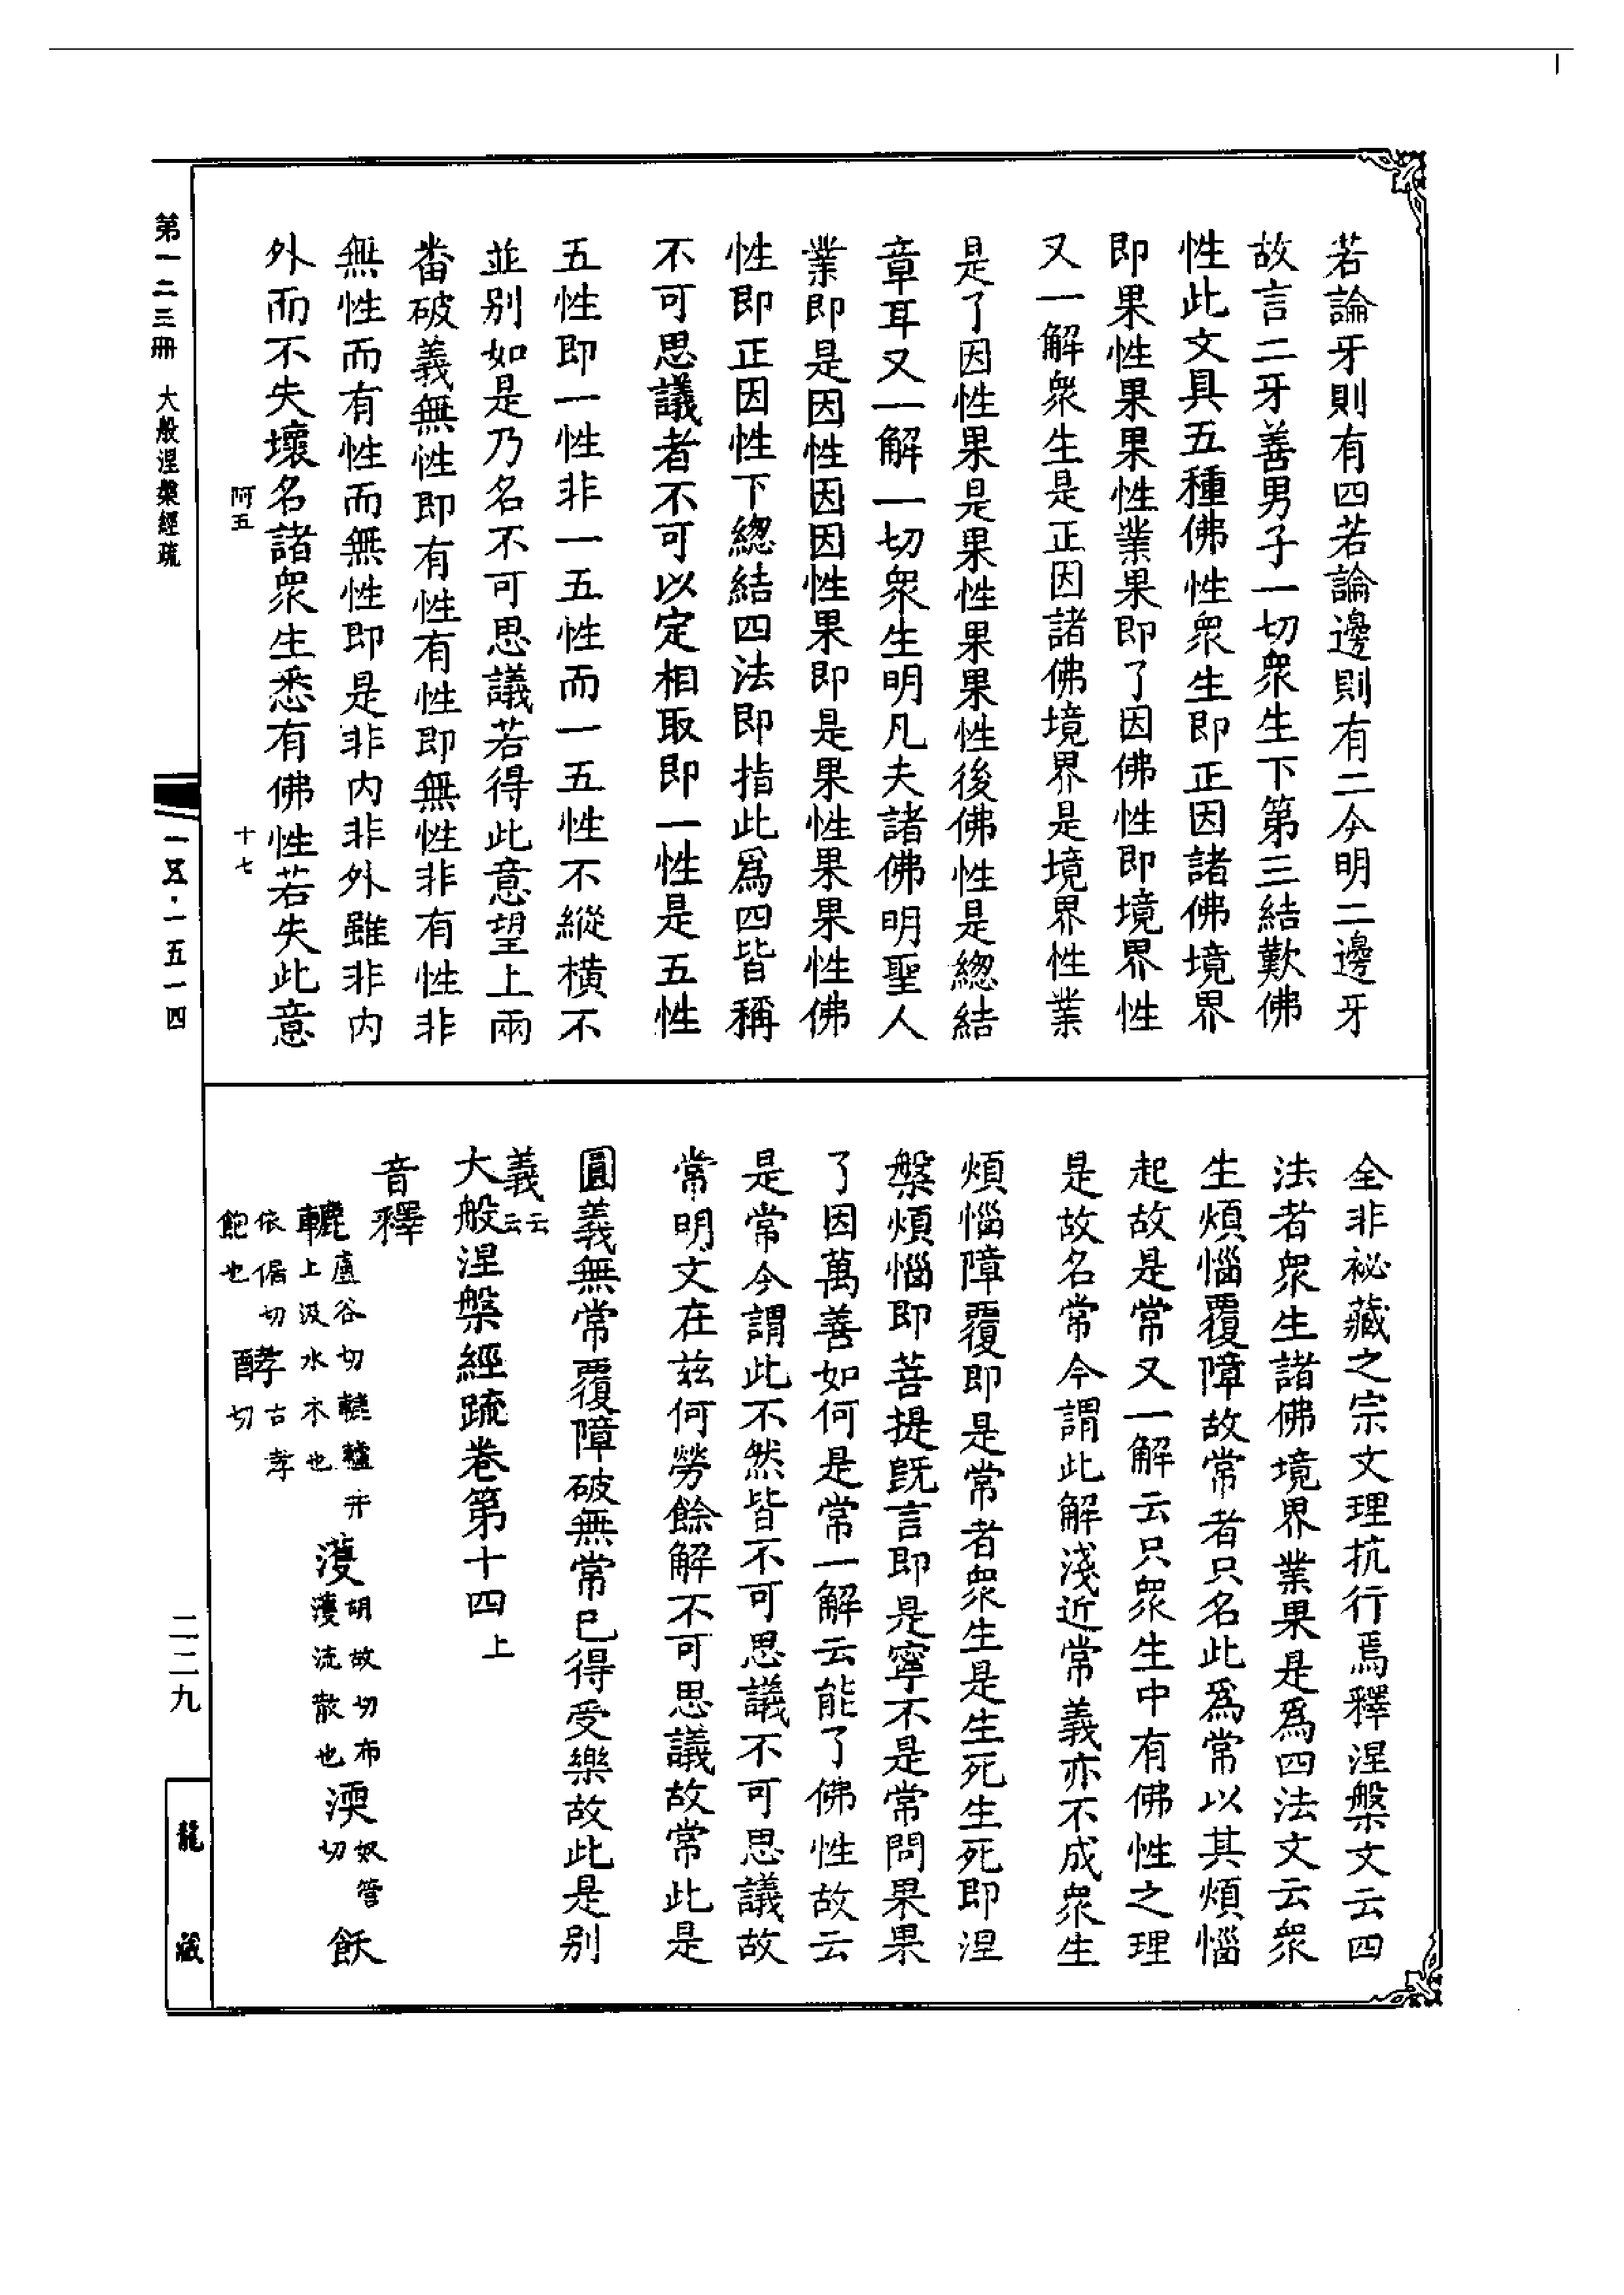 若論牙則有四若論邊則有二今明二邊牙
故言二牙善男子一切衆生下第三結歎佛
性此文具五種佛性衆生即正因諸佛境界
即果性果果性業果即了因佛性即境界性
又一解衆生是正因諸佛境界是境界性業
是了因性果是果性果果性後佛性是總結
章耳又一解一切衆生明凡夫諸佛明聖人
業即是因性因因性果即是果性果果性佛
性即正因性下總結四法即指此爲四皆稱
不可思議者不可以定相取即一性是五性
五性即一性非一五性而一五性不縱橫不
並别如是乃名不可思議若得此意望上兩
畨破義無性即有性有性即無性非有性非
無性而有性而無性即是非内非外雖非内
外而不失壞名諸衆生悉有佛性若失此意
阿五
十七
全非祕藏之宗文理抗行焉釋涅槃文云四
法者衆生諸佛境界業果是爲四法文云衆
生煩惱覆障故常者只名此爲常以其煩惱
起故是常又一解云只衆生中有佛性之理
是故名常今謂此解淺近常義亦不成衆生
煩惱障覆即是常者衆生是生死生死即涅
槃煩惱即菩提既言即是寧不是常問果果
了因萬善如何是常一解云能了佛性故云
是常今謂此不然皆不可思議不可思議故
常明文在兹何勞餘解不可思議故常此是
圓義無常覆障破無常已得受樂故此是别
義云云
大般涅槃經疏卷第十四上
音釋
轆盧谷切轆轤井上汲水木也 濩胡故切布濩流散也 渜奴管切 飫
依倨切飽也 酵古孝切
第一二三冊 大般涅槃經疏
一五一四
二二九
龍藏